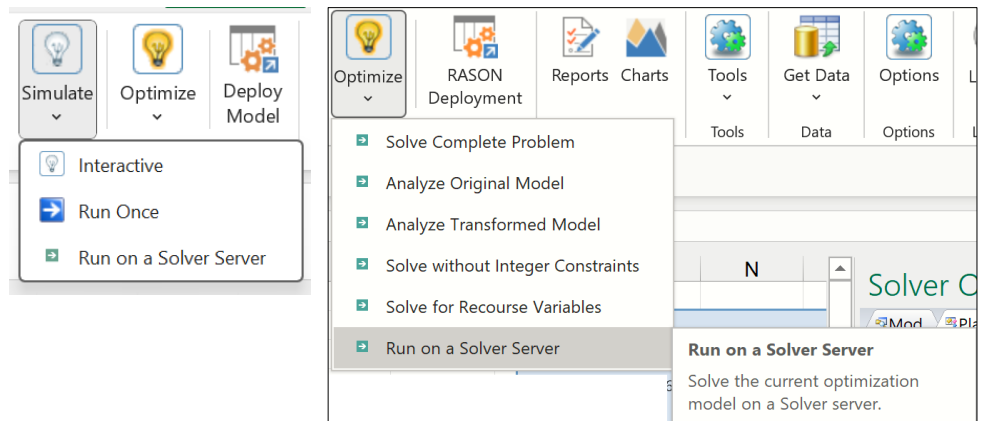 Simulate
Optimize
Deploy
Model
Interactive
Run Once
Run on a Solver Server
Optimize
RASON
Deployment
Reports
Charts
Tools
Get Data
Options
L
Tools
Data
Options
L
Solve Complete Problem
Analyze Original Model
Analyze Transformed Model
Solve without Integer Constraints
Solve for Recourse Variables
Run on a Solver Server
N
Solver O
Mod
Pla
Run on a Solver Server
Solve the current optimization
model on a Solver server.
6